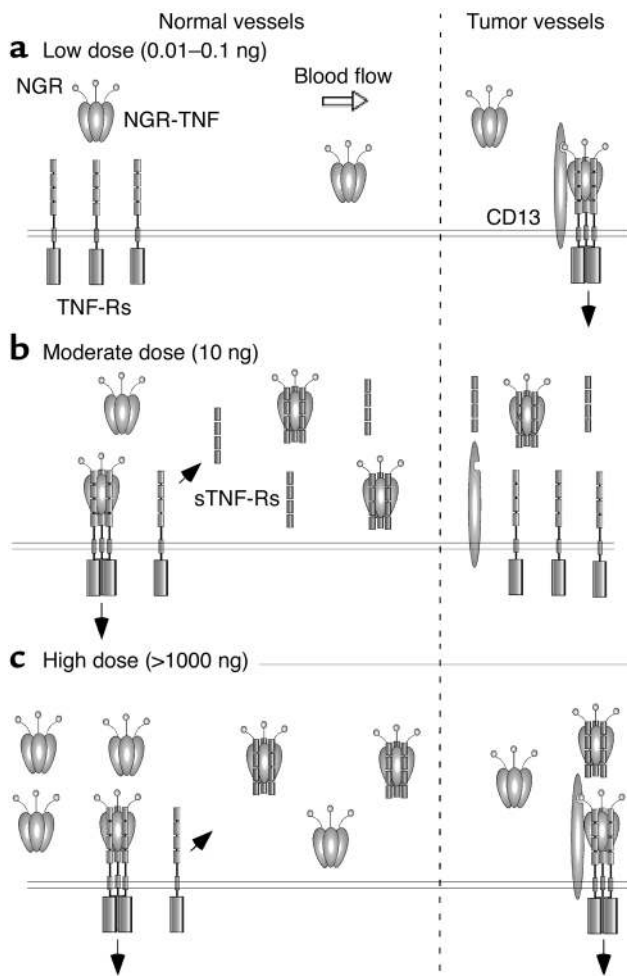 Normal vessels
Tumor vessels
a Low dose (0.01–0.1 ng)
NGR
Blood flow
NGR-TNF
CD13
TNF-Rs
b Moderate dose (10 ng)
sTNF-Rs
c High dose (>1000 ng)